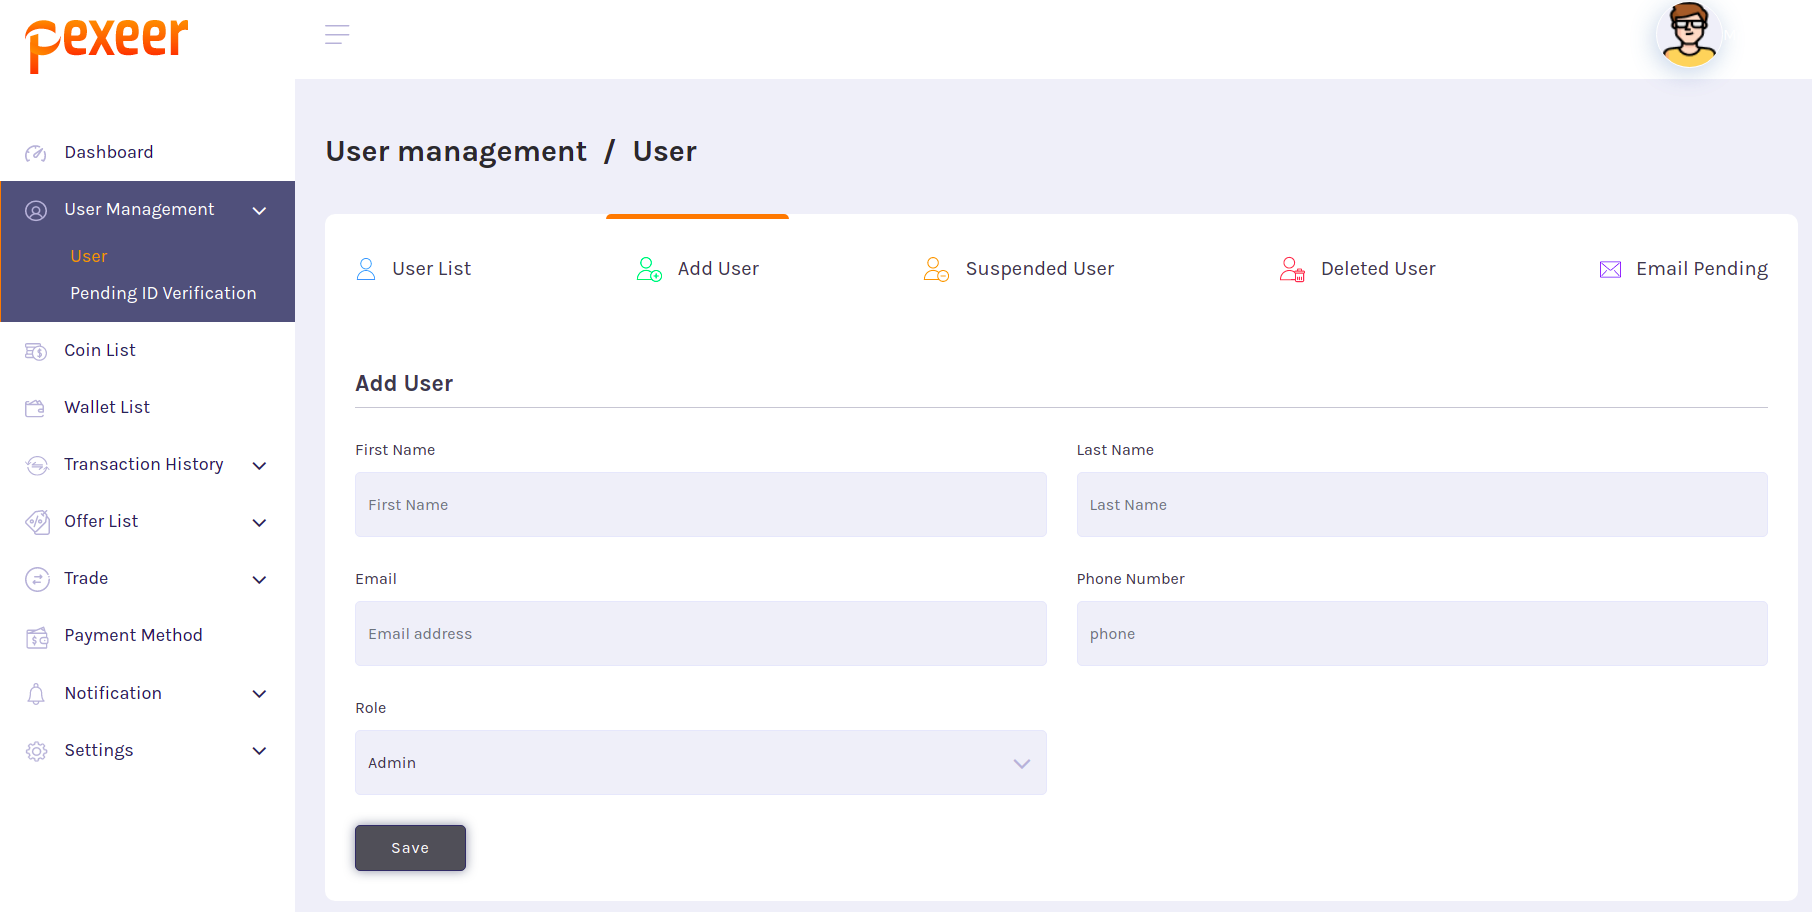 pexeer
Dashboard
User Management
User
Pending ID Verification
Coin List
Wallet List
Transaction History
Offer List
Trade
Payment Method
Notification
Settings
User management / User
User List
Add User
Suspended User
Deleted User
Email Pending
Add User
First Name
Last Name
First Name
Last Name
Email
Phone Number
Email address
phone
Role
Admin
Save